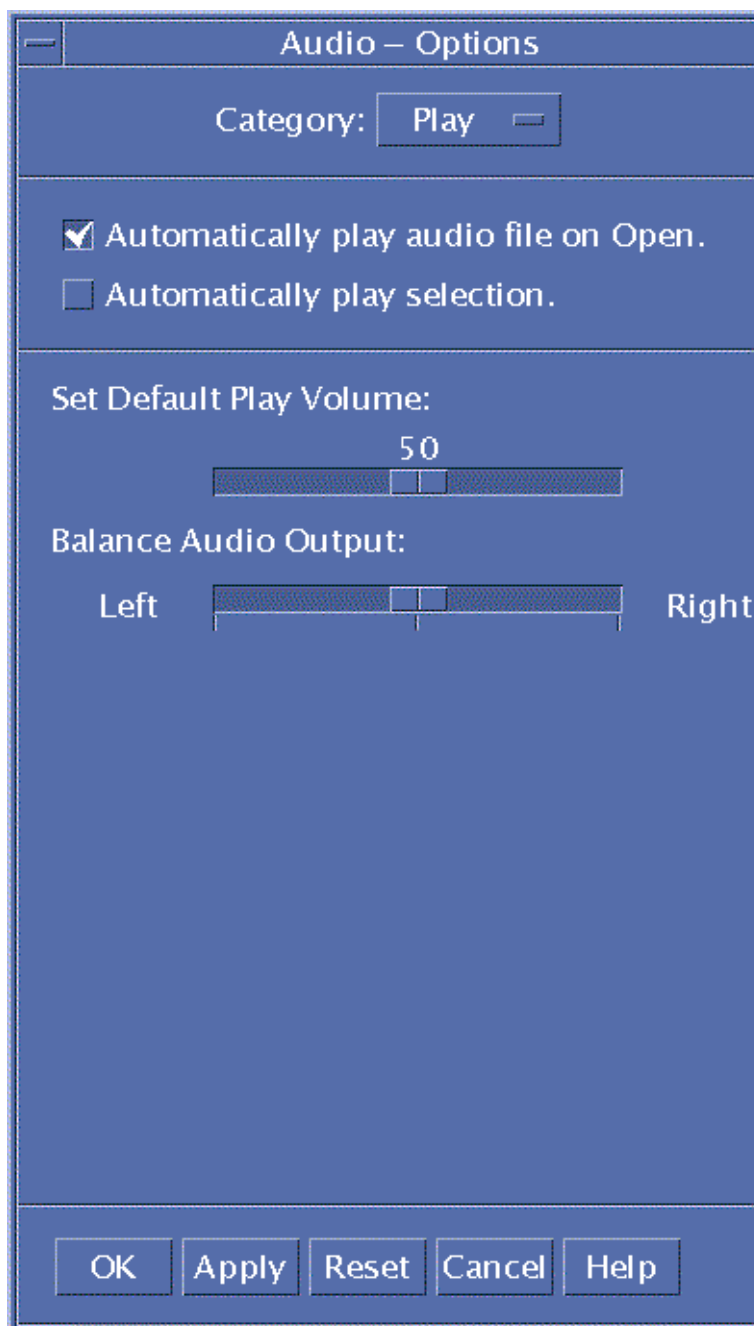 Audio – Options
Category: Play
Automatically play audio file on Open.
Automatically play selection.
Set Default Play Volume:
50
Balance Audio Output:
Left Right
OK Apply Reset Cancel Help